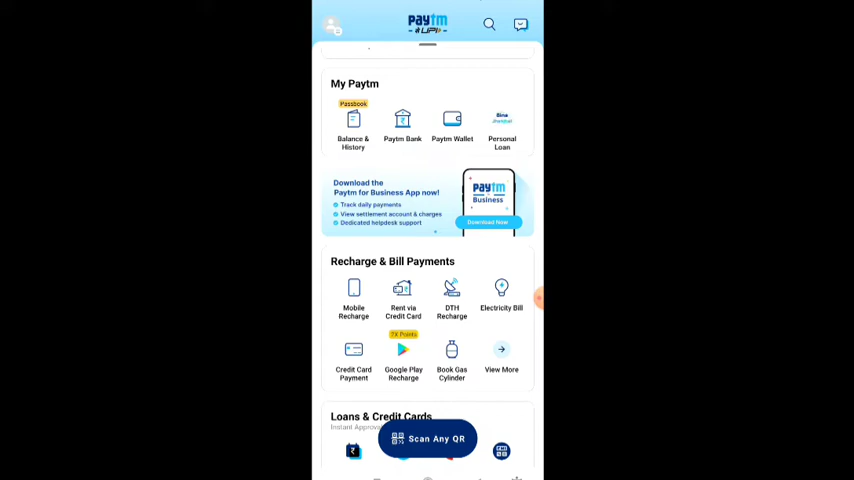 paytm
UPI
My Paytm
Passbook
Balance & History
Paytm Bank
Paytm Wallet
Personal Loan
Download the
Paytm for Business App now!
Track daily payments
View settlement account & charges
Dedicated helpdesk support
paytm
Business
Download Now
Recharge & Bill Payments
Mobile
Recharge
Rent via
Credit Card
DTH
Recharge
Electricity Bill
7X Points
Credit Card
Payment
Google Play
Recharge
Book Gas
Cylinder
View More
Loans & Credit Cards
Instant Approval
Scan Any QR